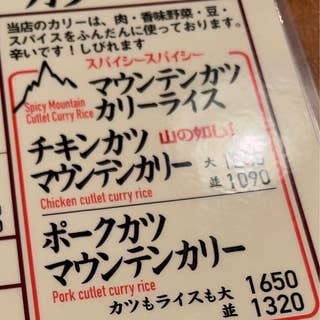 当店のカリーは、肉・香味野菜・豆・
スパイスをふんだんに使っております。
辛いです！しびれます
スパイシースパイシー
マウンテンカツ
カリーライス
Spicy Mountain
Cutlet Curry Rice
チキンカツ 山の如し！
マウンテンカリー 大
並 1090
Chicken cutlet curry rice
ポークカツ
マウンテンカリー
Pork cutlet curry rice
カツもライスも大 1650
並 1320